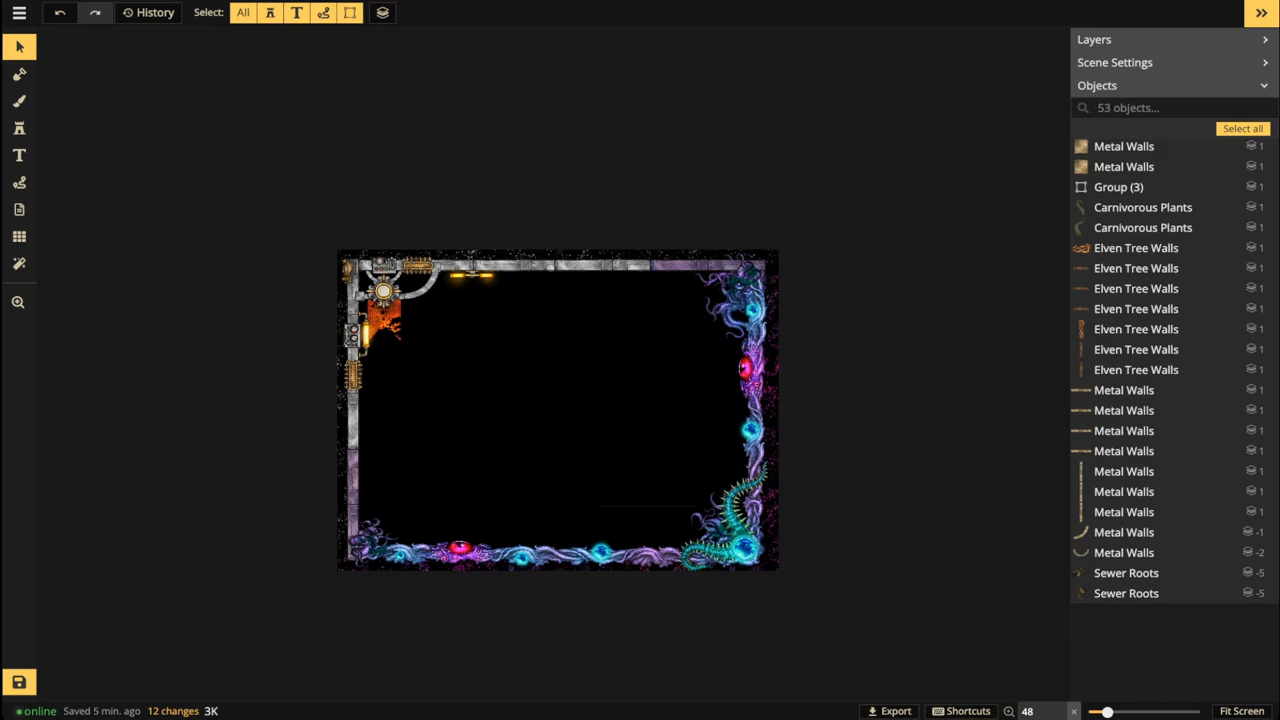 History
Select:
All
T
Layers
Scene Settings
Objects
53 objects...
Select all
Metal Walls 1
Metal Walls 1
Group (3) 1
Carnivorous Plants 1
Carnivorous Plants 1
Elven Tree Walls 1
Elven Tree Walls 1
Elven Tree Walls 1
Elven Tree Walls 1
Elven Tree Walls 1
Elven Tree Walls 1
Elven Tree Walls 1
Metal Walls 1
Metal Walls 1
Metal Walls 1
Metal Walls 1
Metal Walls 1
Metal Walls 1
Metal Walls 1
Metal Walls -1
Metal Walls -2
Sewer Roots -5
Sewer Roots -5
online Saved 5 min. ago 12 changes 3K
Export Shortcuts 48 Fit Screen